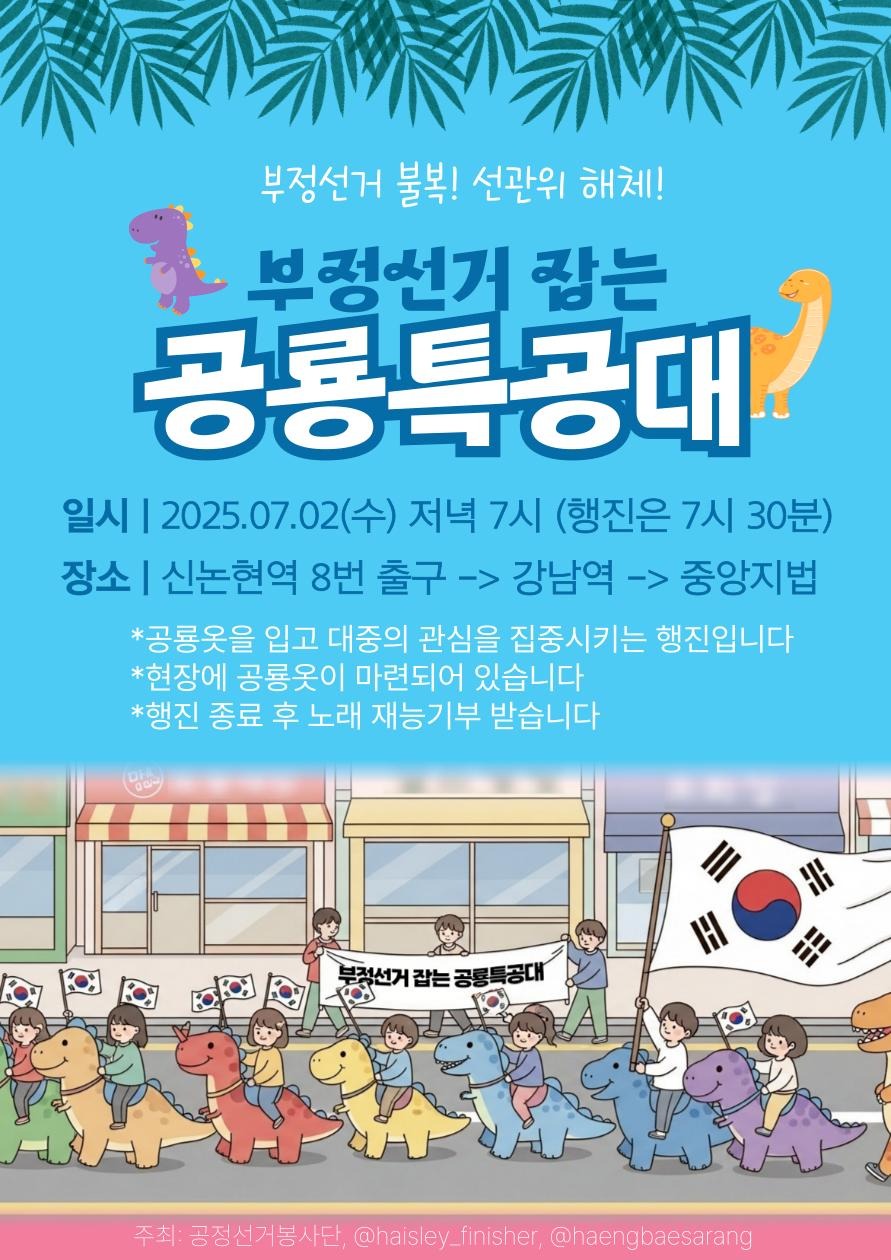 부정선거 불복! 선관위 해체!
부정선거 잡는
공룡특공대
일시 | 2025.07.02(수) 저녁 7시 (행진은 7시 30분)
장소 | 신논현역 8번 출구 -> 강남역 -> 중앙지법
*공룡옷을 입고 대중의 관심을 집중시키는 행진입니다
*현장에 공룡옷이 마련되어 있습니다
*행진 종료 후 노래 재능기부 받습니다
부정선거 잡는 공룡특공대
주최: 공정선거봉사단, @haisley_finisher, @haengbaesarang